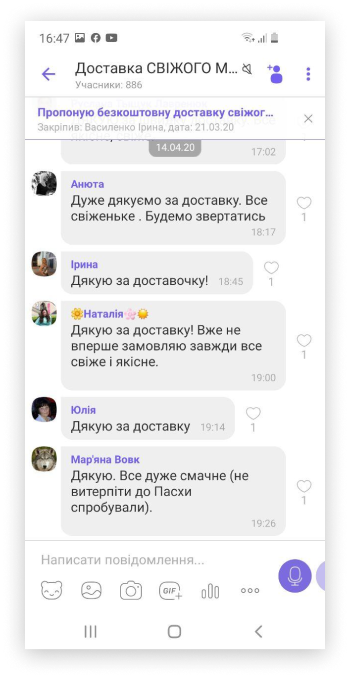 16:47
Доставка СВІЖОГО М...
Учасники: 886
Пропоную безкоштовну доставку свіжог...
Закріпив: Василенко Ірина, дата: 21.03.20
14.04.20
17:02
Анюта
Дуже дякуємо за доставку. Все
свіженьке . Будемо звертатись
18:17
1
Ірина
Дякую за доставочку! 18:45
1
🌼Наталія🌸🌼
Дякую за доставку! Вже не
вперше замовляю завжди все
свіже і якісне.
19:00
1
Юлія
Дякую за доставку 19:14
1
Мар'яна Вовк
Дякую. Все дуже смачне (не
витерпіти до Пасхи
спробували).
19:26
1
Написати повідомлення...
GIF